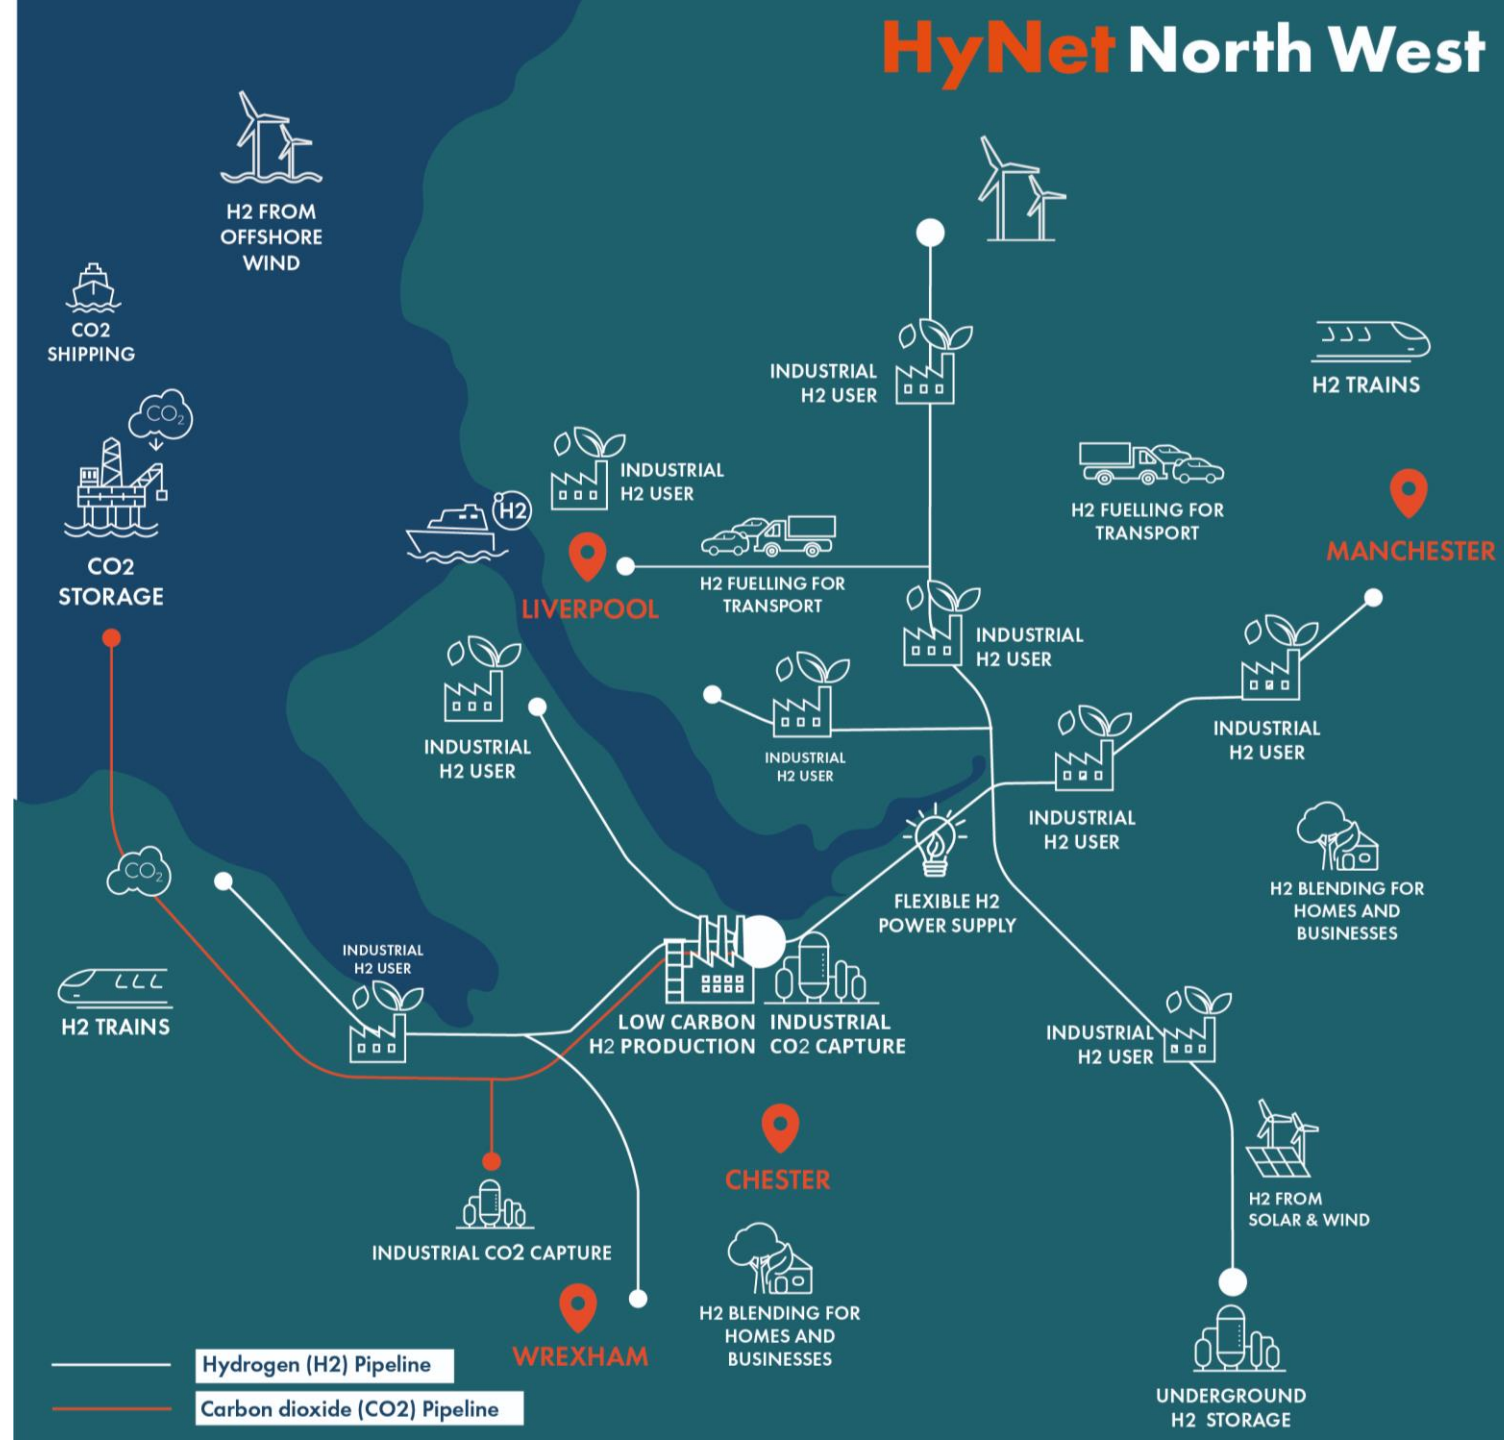 HyNet North West
H2 FROM
OFFSHORE
WIND
CO2
SHIPPING
CO2
CO2
STORAGE
H2
INDUSTRIAL
H2 USER
INDUSTRIAL
H2 USER
H2 TRAINS
H2 FUELLING FOR
TRANSPORT
MANCHESTER
LIVERPOOL
H2 FUELLING FOR
TRANSPORT
INDUSTRIAL
H2 USER
INDUSTRIAL
H2 USER
INDUSTRIAL
H2 USER
INDUSTRIAL
H2 USER
INDUSTRIAL
H2 USER
CO2
FLEXIBLE H2
POWER SUPPLY
H2 BLENDING FOR
HOMES AND
BUSINESSES
INDUSTRIAL
H2 USER
H2 TRAINS
LOW CARBON
H2 PRODUCTION
INDUSTRIAL
CO2 CAPTURE
INDUSTRIAL
H2 USER
CHESTER
H2 FROM
SOLAR & WIND
INDUSTRIAL CO2 CAPTURE
WREXHAM
H2 BLENDING FOR
HOMES AND
BUSINESSES
UNDERGROUND
H2 STORAGE
Hydrogen (H2) Pipeline
Carbon dioxide (CO2) Pipeline